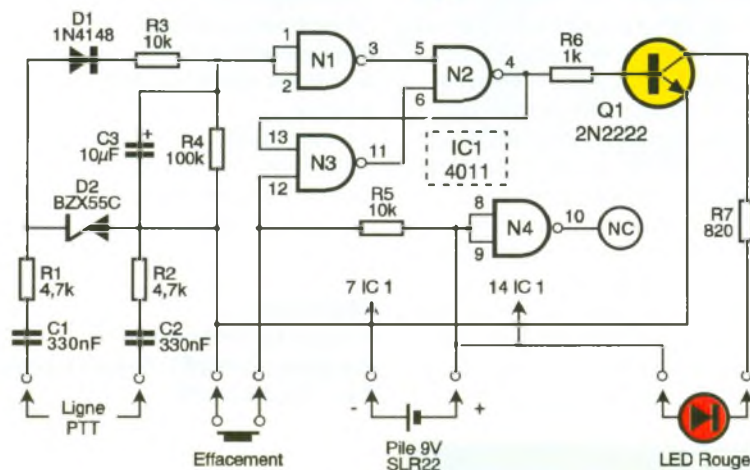 D1
1N4148
R3
10k
1
2
N1
3
5
6
N2
4
R6
1k
Q1
2N2222
C3
+
10µF
R4
100k
13
12
N3
11
IC1
4011
D2
BZX55C
R5
10k
8
9
N4
10
NC
R7
820
R1
4,7k
R2
4,7k
7 IC 1
14 IC 1
C1
330nF
C2
330nF
Ligne
PTT
Effacement
-
+
Pile 9V
SLR22
LED Rouge